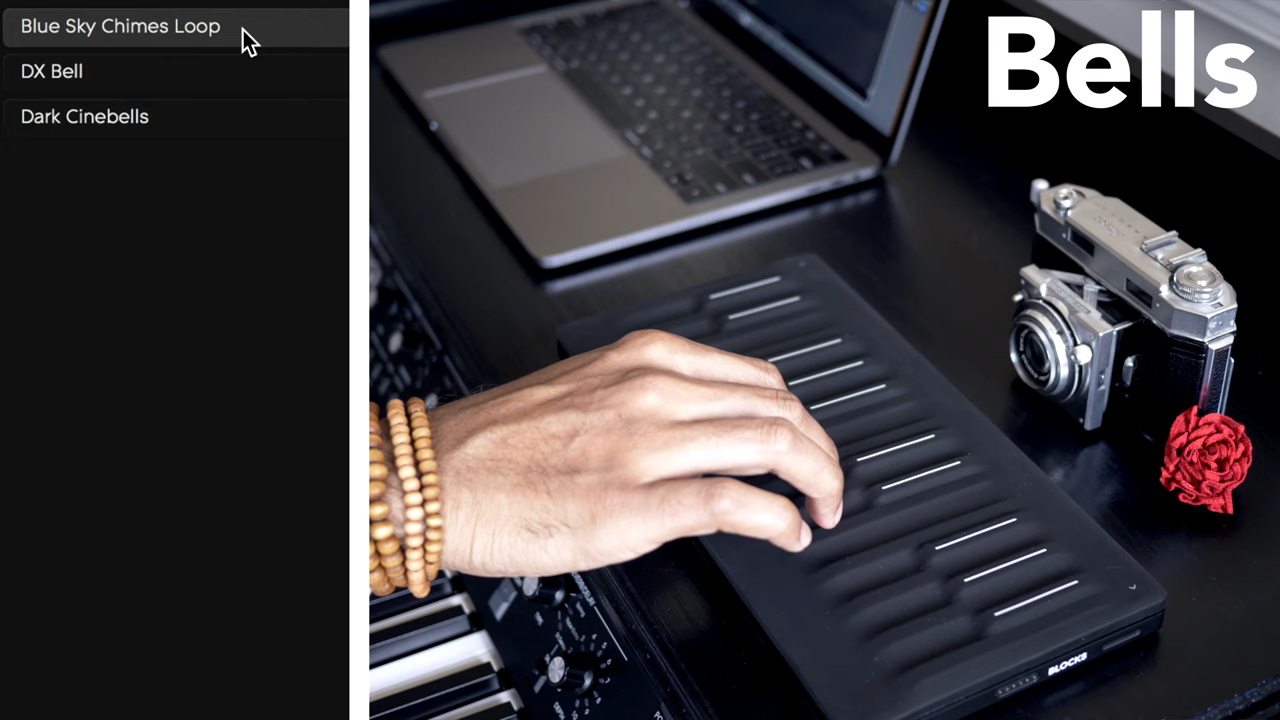 Blue Sky Chimes Loop
DX Bell
Dark Cinebells
Bells
BLOCKS